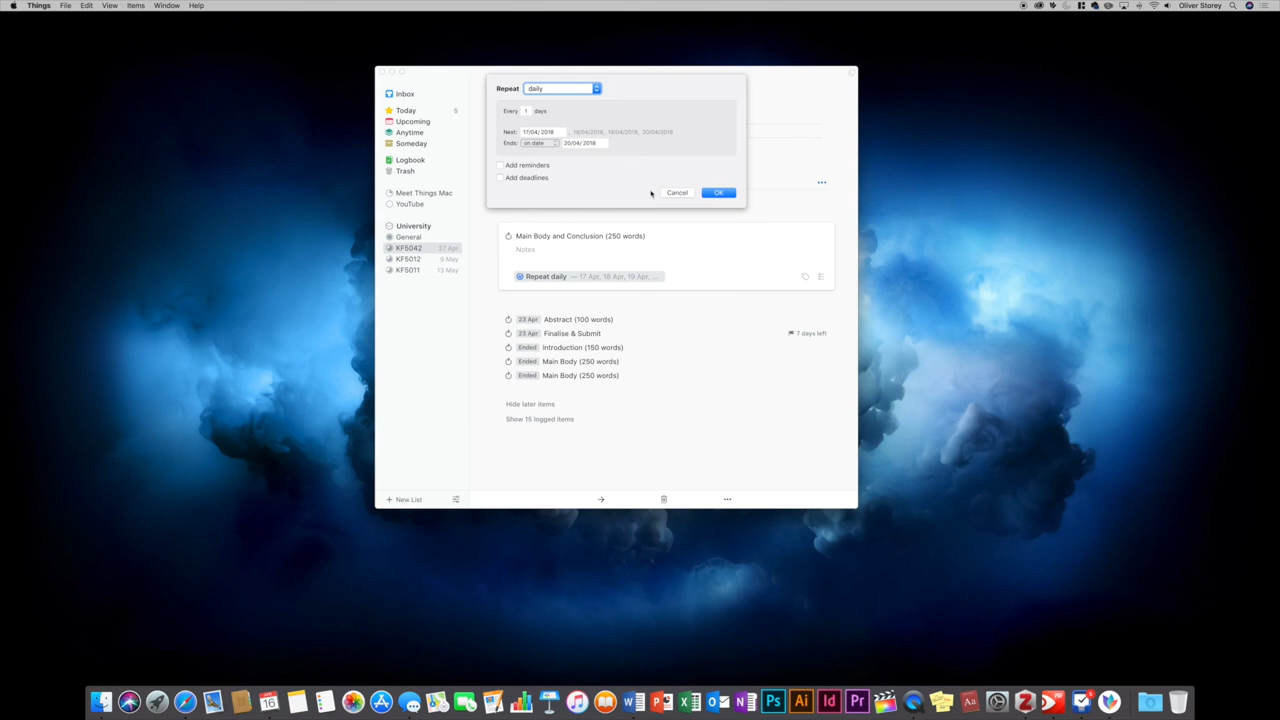 Things File Edit View Items Window Help
Oliver Storey
Repeat daily
Every 1 days
Next: 17/04/2018 , 18/04/2018, 19/04/2018, 20/04/2018
Ends: on date 20/04/2018
Add reminders
Add deadlines
Cancel OK
Inbox
Today 5
Upcoming
Anytime
Someday
Logbook
Trash
Meet Things Mac
YouTube
University
General
KF5042 27 Apr
KF5012 9 May
KF5011 13 May
Main Body and Conclusion (250 words)
Notes
Repeat daily — 17 Apr, 18 Apr, 19 Apr, ...
23 Apr Abstract (100 words)
23 Apr Finalise & Submit 7 days left
Ended Introduction (150 words)
Ended Main Body (250 words)
Ended Main Body (250 words)
Hide later items
Show 15 logged items
+ New List
16
Ps Ai Id Pr